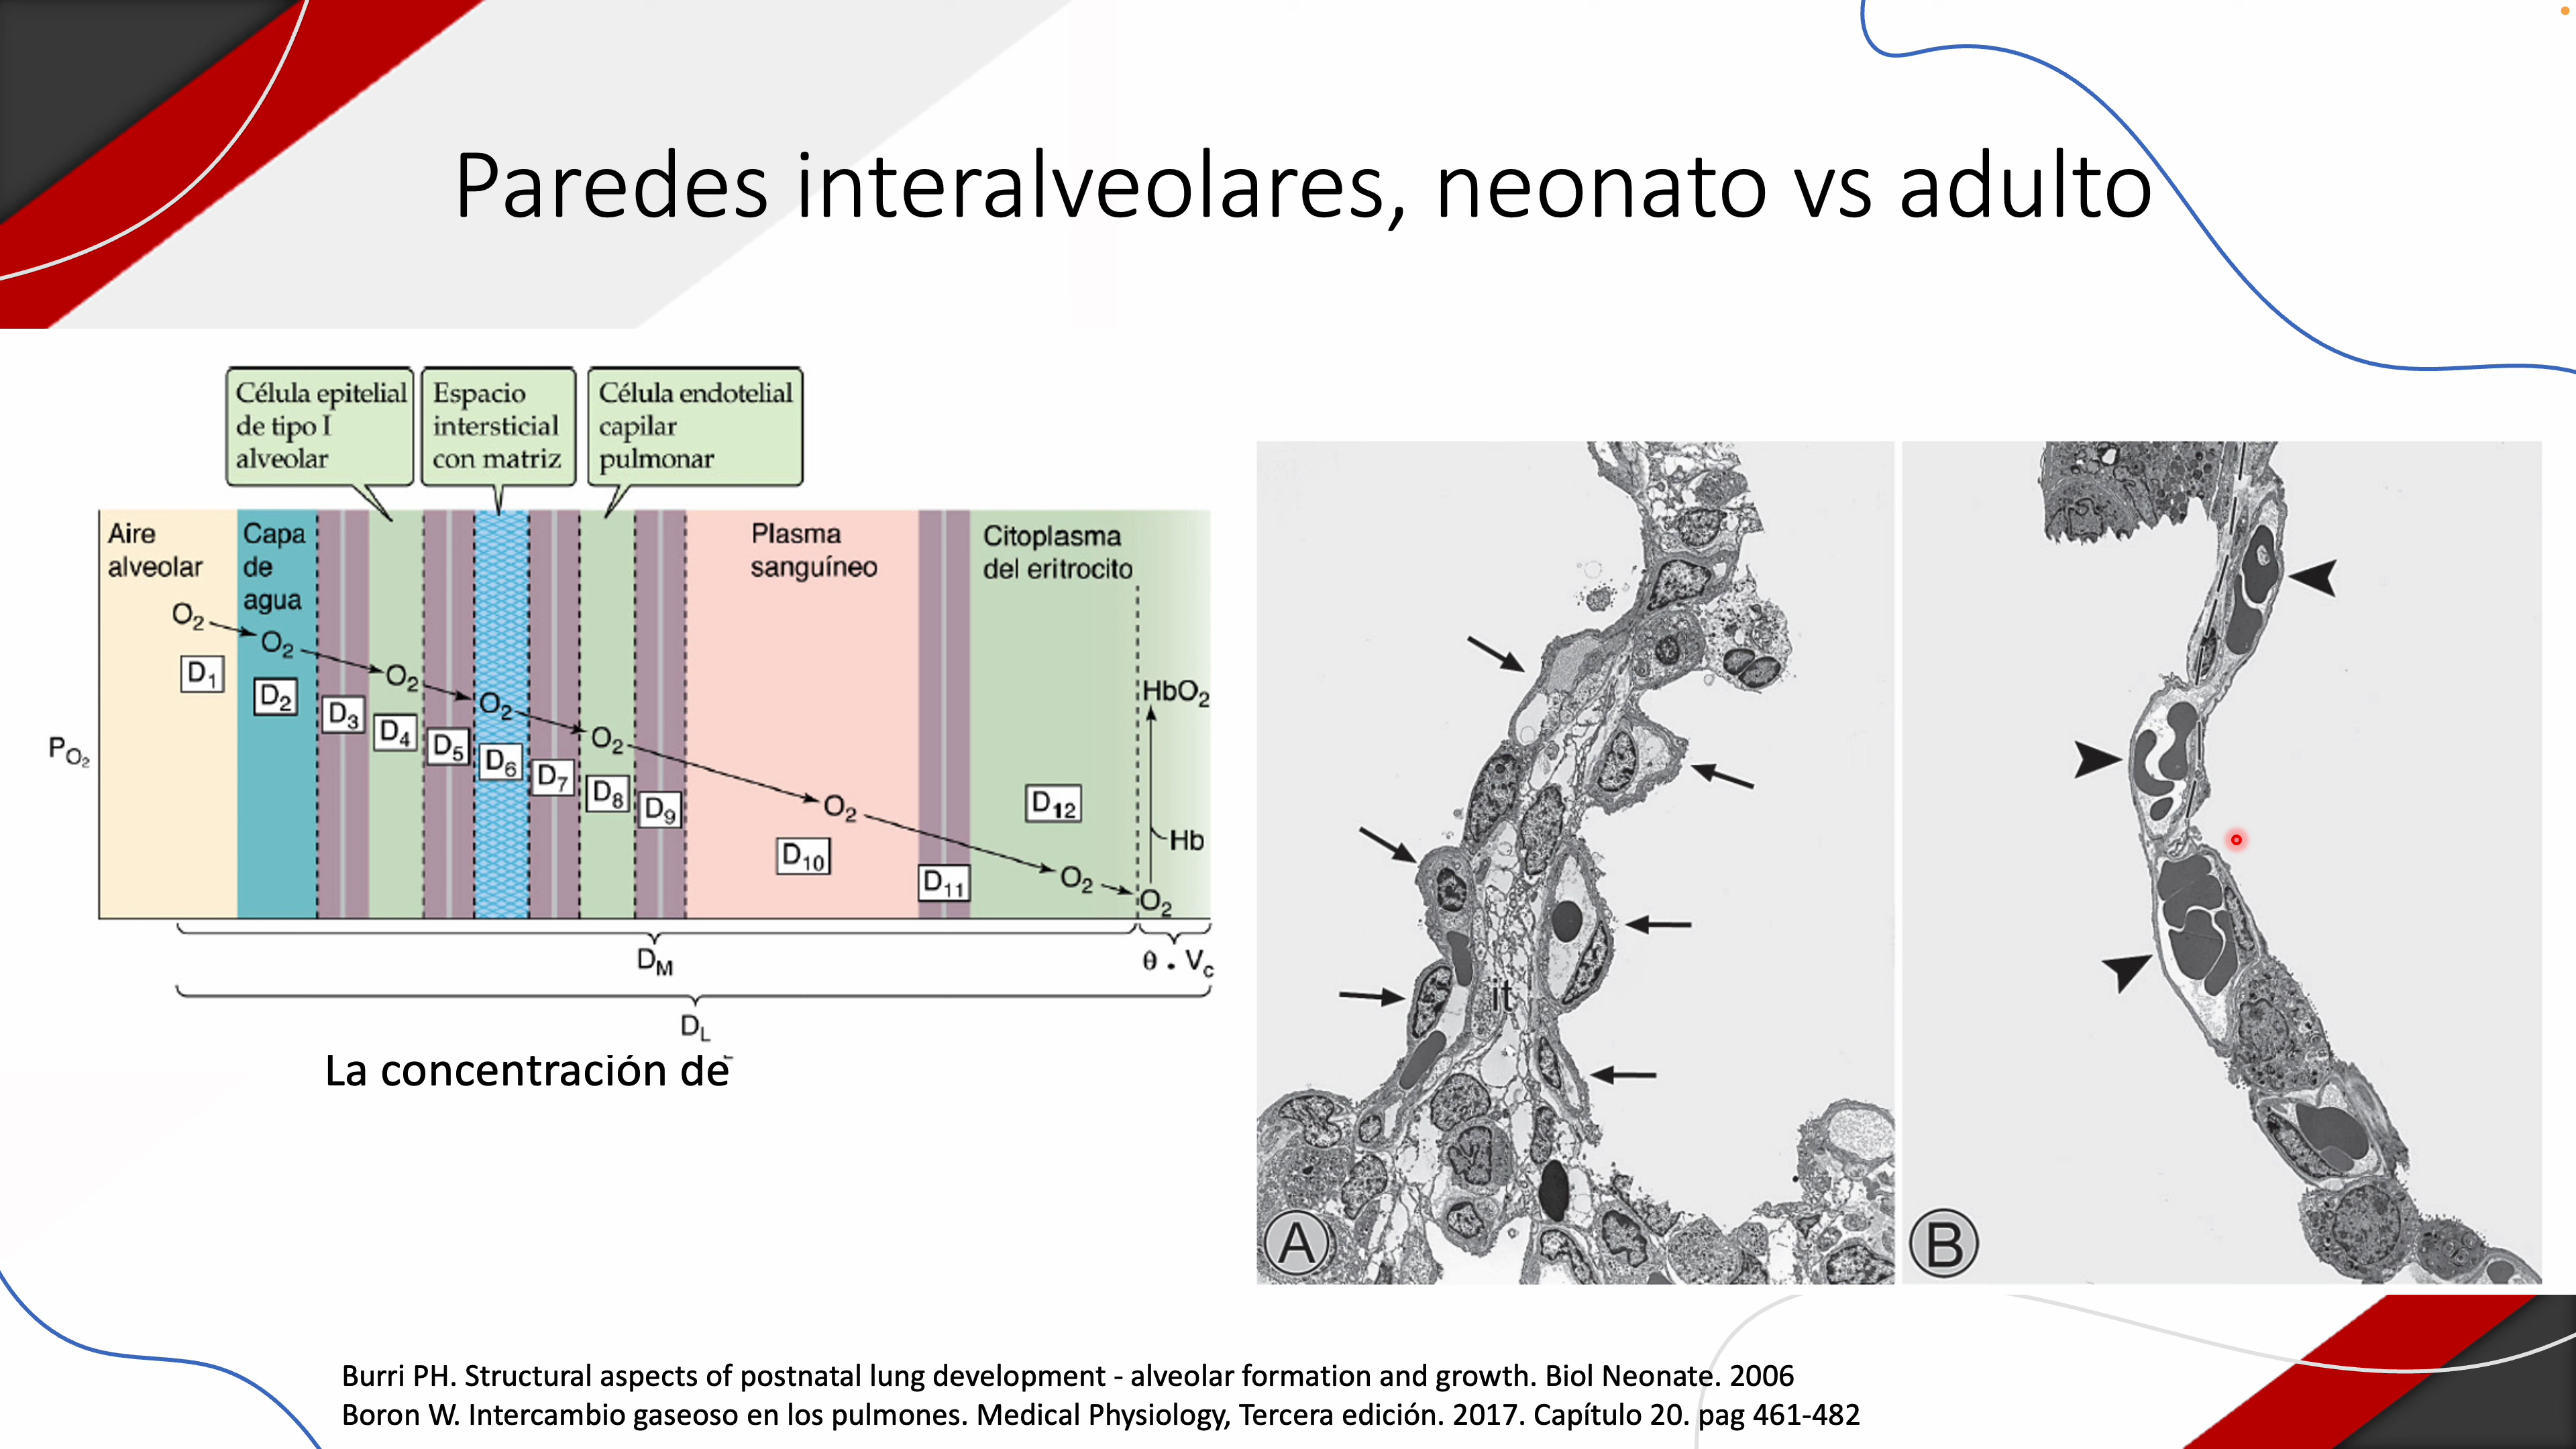 Paredes interalveolares, neonato vs adulto
Célula epitelial
de tipo I
alveolar
Espacio
intersticial
con matriz
Célula endotelial
capilar
pulmonar
Aire
alveolar
Capa
de
agua
Plasma
sanguíneo
Citoplasma
del eritrocito
O₂
O₂
O₂
O₂
O₂
O₂
O₂
O₂
HbO₂
Hb
D₁
D₂
D₃
D₄
D₅
D₆
D₇
D₈
D₉
D₁₀
D₁₁
D₁₂
PO₂
DM
θ . Vc
DL
La concentración de
it
A
B
Burri PH. Structural aspects of postnatal lung development - alveolar formation and growth. Biol Neonate. 2006
Boron W. Intercambio gaseoso en los pulmones. Medical Physiology, Tercera edición. 2017. Capítulo 20. pag 461-482